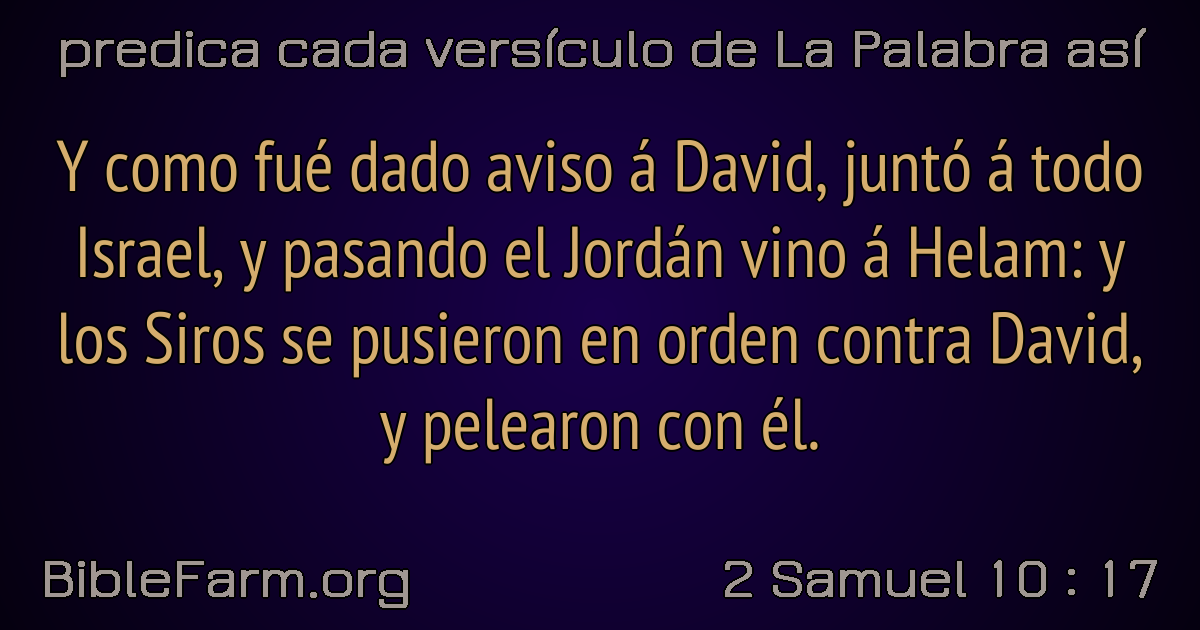 predica cada versículo de La Palabra así
Y como fué dado aviso á David, juntó á todo
Israel, y pasando el Jordán vino á Helam: y
los Siros se pusieron en orden contra David,
y pelearon con él.
BibleFarm.org
2 Samuel 10 : 17